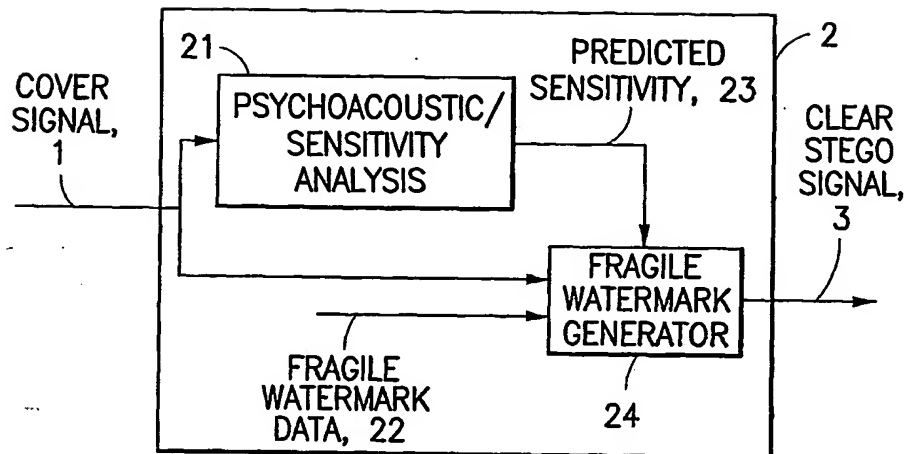 COVER
SIGNAL,
1
21
PSYCHOACOUSTIC/
SENSITIVITY
ANALYSIS
PREDICTED
SENSITIVITY, 23
2
CLEAR
STEGO
SIGNAL,
3
FRAGILE
WATERMARK
GENERATOR
24
FRAGILE
WATERMARK
DATA, 22